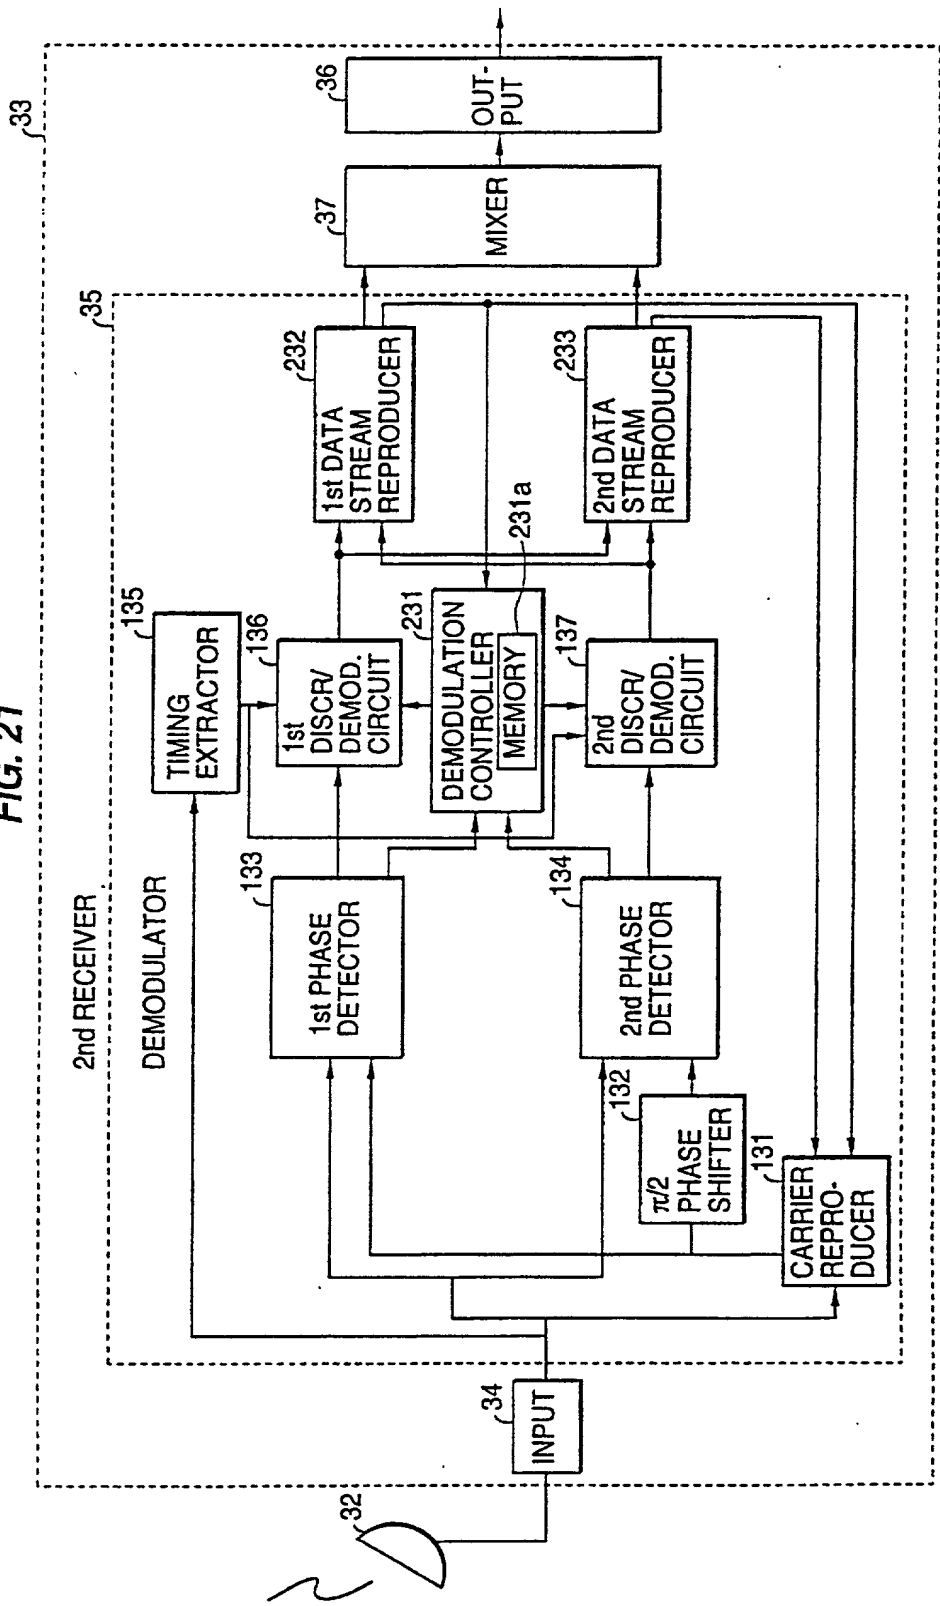 FIG. 21
33
2nd RECEIVER
35
DEMODULATOR
32
34
INPUT
135
TIMING
EXTRACTOR
133
1st PHASE
DETECTOR
136
1st
DISCR/
DEMOD.
CIRCUIT
232
1st DATA
STREAM
REPRODUCER
37
MIXER
36
OUT-
PUT
231
DEMODULATION
CONTROLLER
MEMORY
231a
134
2nd PHASE
DETECTOR
137
2nd
DISCR/
DEMOD.
CIRCUIT
233
2nd DATA
STREAM
REPRODUCER
132
π/2
PHASE
SHIFTER
131
CARRIER
REPRO-
DUCER